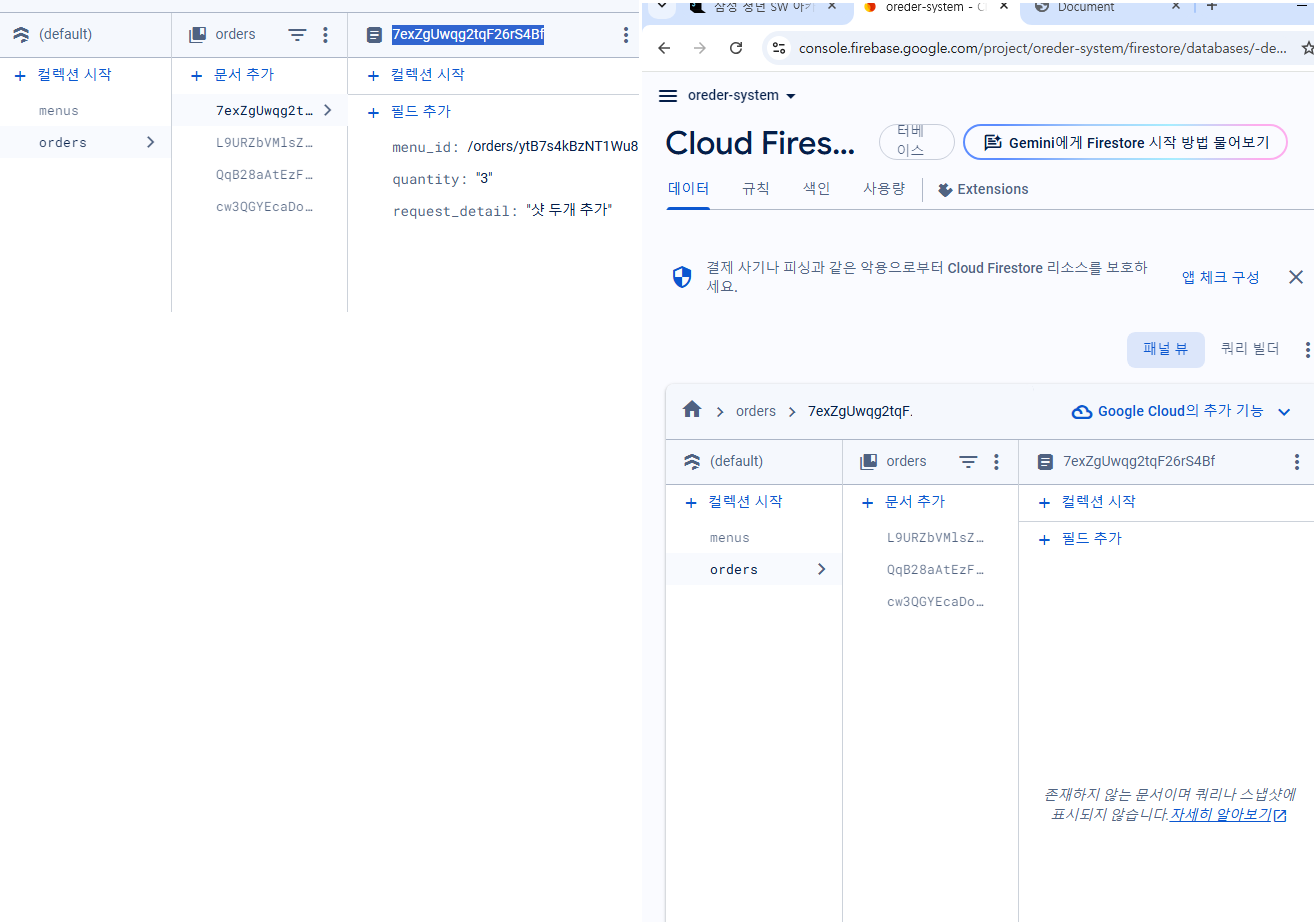 (default)
orders
7exZgUwqg2tqF26rS4Bf
+ 컬렉션 시작
+ 문서 추가
+ 컬렉션 시작
menus
orders
7exZgUwqg2t…
L9URZbVMlsZ…
QqB28aAtEzF…
cw3QGYEcaDo…
+ 필드 추가
menu_id: /orders/ytB7s4kBzNT1Wu8
quantity: "3"
request_detail: "샷 두개 추가"
삼성 청년 SW 아카
oreder-system - C
Document
console.firebase.google.com/project/oreder-system/firestore/databases/-de...
oreder-system
Cloud Fires...
터베
이스
Gemini에게 Firestore 시작 방법 물어보기
데이터
규칙
색인
사용량
Extensions
결제 사기나 피싱과 같은 악용으로부터 Cloud Firestore 리소스를 보호하
세요.
앱 체크 구성
패널 뷰
쿼리 빌더
orders
7exZgUwqg2tqF.
Google Cloud의 추가 기능
(default)
orders
7exZgUwqg2tqF26rS4Bf
+ 컬렉션 시작
+ 문서 추가
+ 컬렉션 시작
menus
orders
L9URZbVMlsZ…
QqB28aAtEzF…
cw3QGYEcaDo…
+ 필드 추가
존재하지 않는 문서이며 쿼리나 스냅샷에
표시되지 않습니다.자세히 알아보기